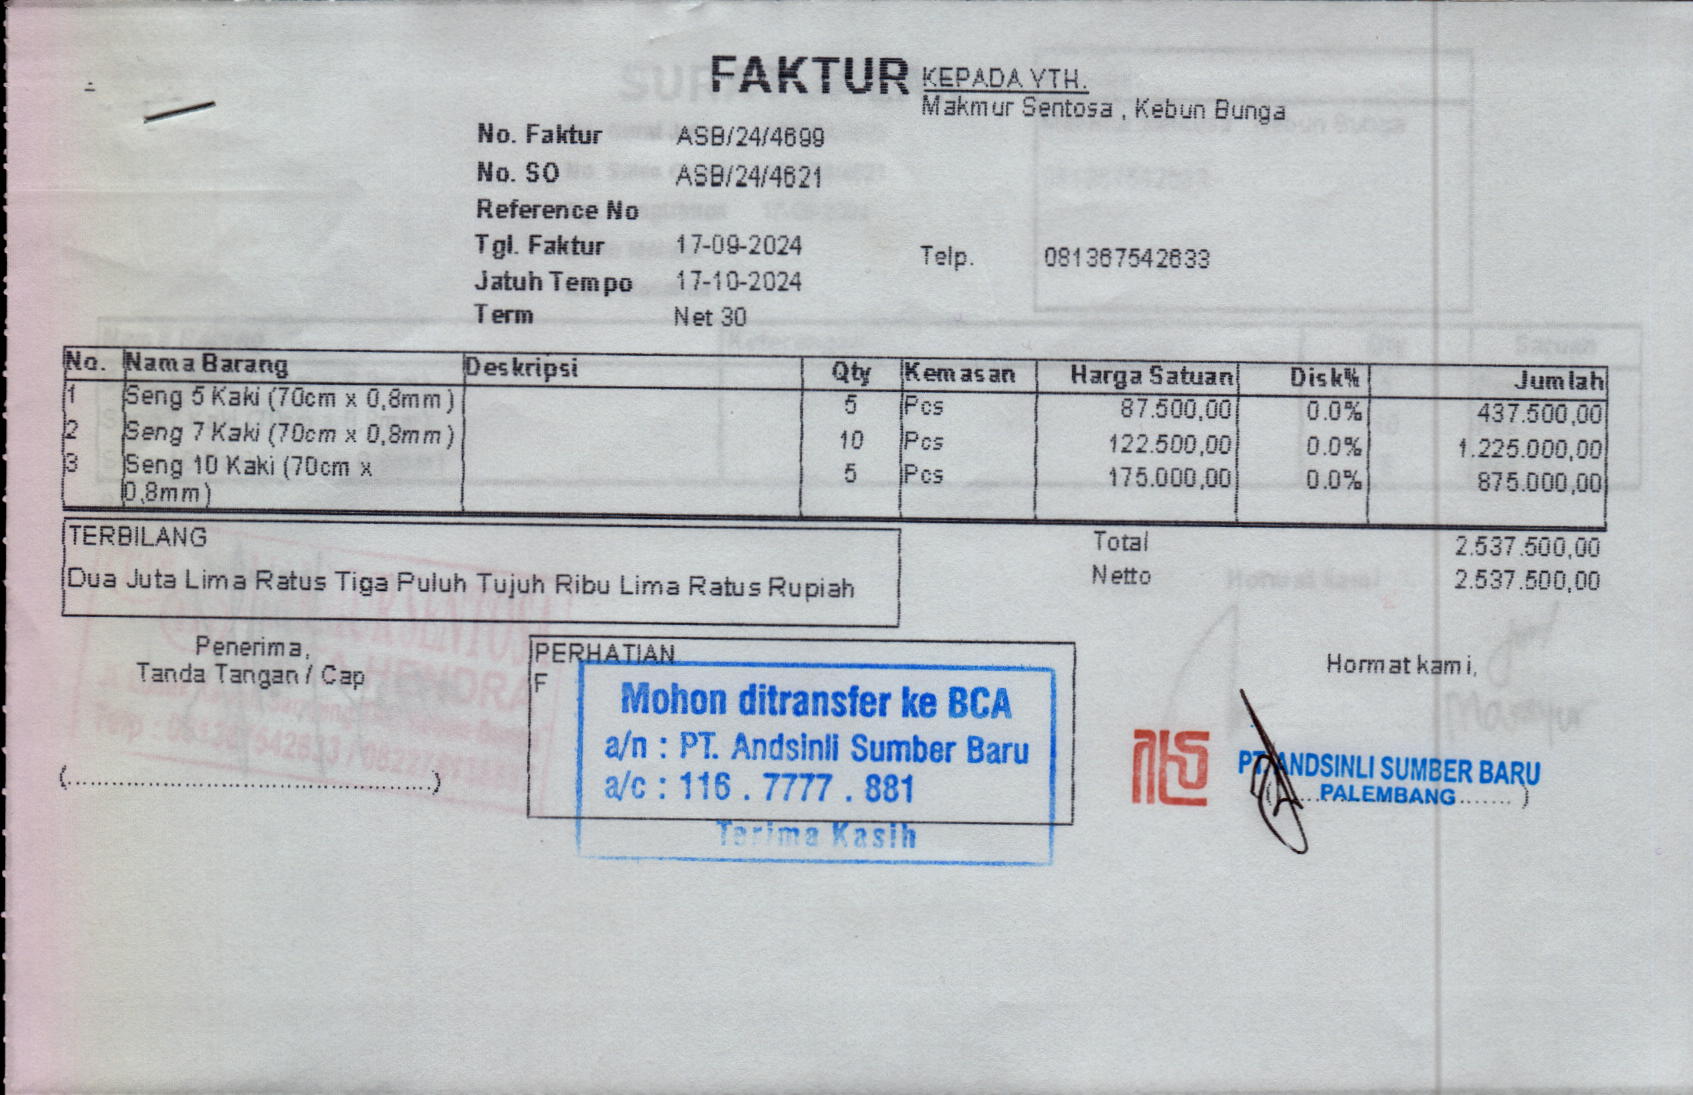 FAKTUR
KEPADA YTH.
Makmur Sentosa , Kebun Bunga
No. Faktur ASB/24/4699
No. SO ASB/24/4621
Reference No
Tgl. Faktur 17-09-2024
Telp. 081367542633
Jatuh Tempo 17-10-2024
Term Net 30
No. Nama Barang Deskripsi Qty Kemasan Harga Satuan Disk% Jumlah
1 Seng 5 Kaki (70cm x 0,8mm) 5 Pcs 87.500,00 0.0% 437.500,00
2 Seng 7 Kaki (70cm x 0,8mm) 10 Pcs 122.500,00 0.0% 1.225.000,00
3 Seng 10 Kaki (70cm x 5 Pcs 175.000,00 0.0% 875.000,00
0,8mm)
TERBILANG
Dua Juta Lima Ratus Tiga Puluh Tujuh Ribu Lima Ratus Rupiah
Total 2.537.500,00
Netto 2.537.500,00
Penerima,
Tanda Tangan / Cap
(................................................)
PERHATIAN
F
Mohon ditransfer ke BCA
a/n : PT. Andsinli Sumber Baru
a/c : 116 . 7777 . 881
Terima Kasih
Hormat kami,
PT. ANDSINLI SUMBER BARU
PALEMBANG